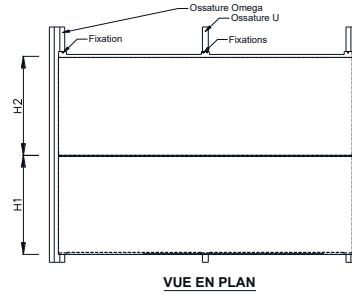 Ossature Omega
Ossature U
Fixation
Fixations
H2
H1
VUE EN PLAN